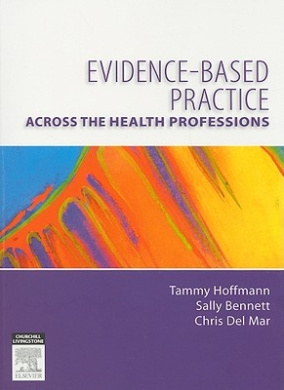 EVIDENCE-BASED
PRACTICE
ACROSS THE HEALTH PROFESSIONS
Tammy Hoffmann
Sally Bennett
Chris Del Mar
CHURCHILL
LIVINGSTONE
ELSEVIER